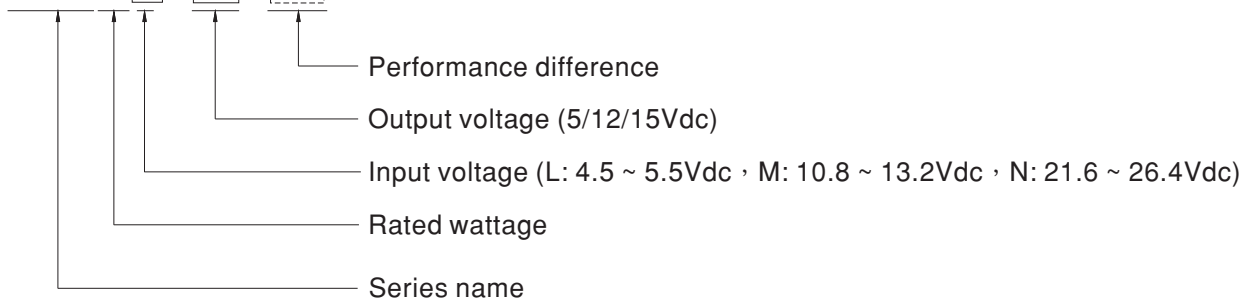 Performance difference
Output voltage (5/12/15Vdc)
Input voltage (L: 4.5 ~ 5.5Vdc，M: 10.8 ~ 13.2Vdc，N: 21.6 ~ 26.4Vdc)
Rated wattage
Series name